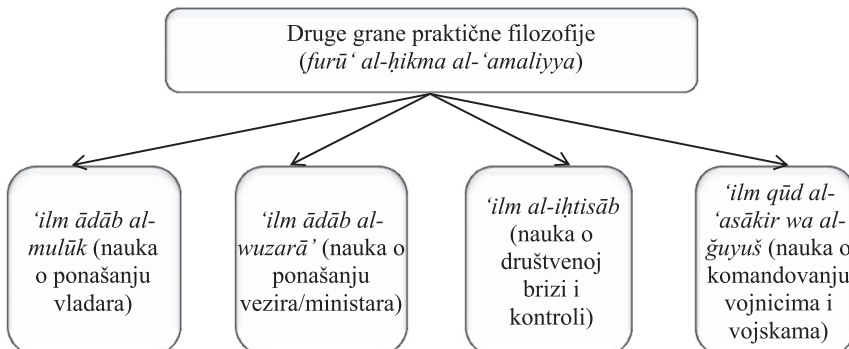 Druge grane praktične filozofije
(furū‘ al-ḥikma al-‘amaliyya)
‘ilm ādāb al-
mulūk (nauka
o ponašanju
vladara)
‘ilm ādāb al-
wuzarā’ (nauka o
ponašanju
vezira/ministara)
‘ilm al-iḥtisāb
(nauka o
društvenoj
brizi i
kontroli)
‘ilm qūd al-
‘asākir wa al-
ğuyuš (nauka o
komandovanju
vojnicima i
vojskama)